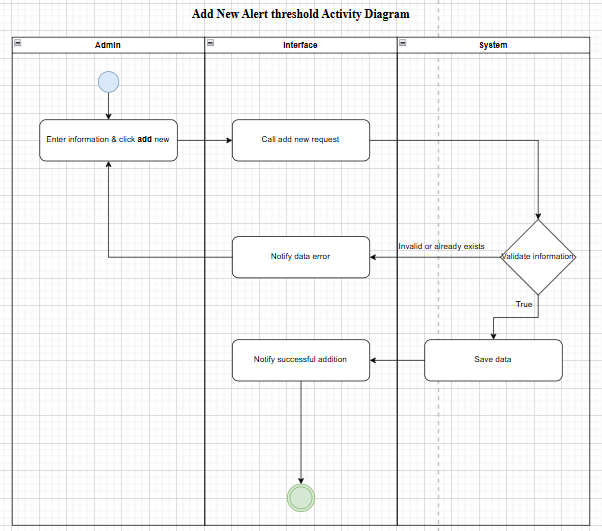 Add New Alert threshold Activity Diagram
Admin
Interface
System
Enter information & click add new
Call add new request
Invalid or already exists
Notify data error
Validate information
True
Notify successful addition
Save data